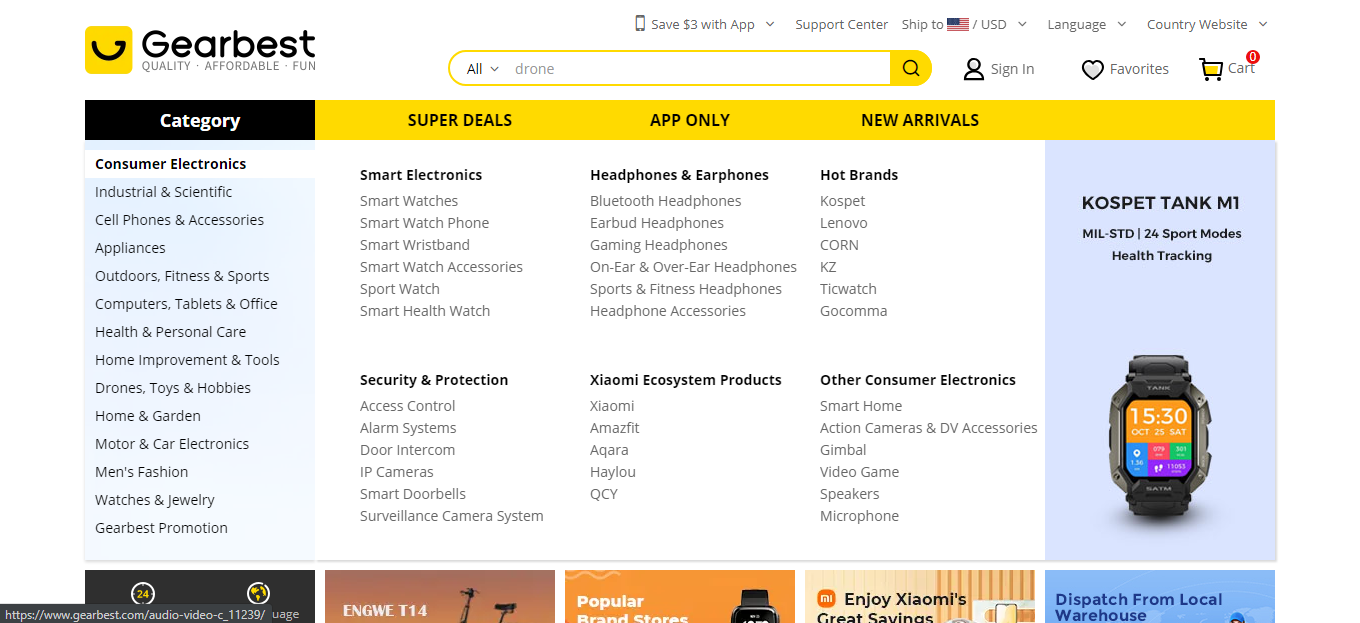 Save $3 with App
Support Center
Ship to / USD
Language
Country Website
Gearbest
QUALITY · AFFORDABLE · FUN
All
drone
Sign In
Favorites
0
Cart
Category
SUPER DEALS
APP ONLY
NEW ARRIVALS
Consumer Electronics
Industrial & Scientific
Cell Phones & Accessories
Appliances
Outdoors, Fitness & Sports
Computers, Tablets & Office
Health & Personal Care
Home Improvement & Tools
Drones, Toys & Hobbies
Home & Garden
Motor & Car Electronics
Men's Fashion
Watches & Jewelry
Gearbest Promotion
Smart Electronics
Smart Watches
Smart Watch Phone
Smart Wristband
Smart Watch Accessories
Sport Watch
Smart Health Watch
Headphones & Earphones
Bluetooth Headphones
Earbud Headphones
Gaming Headphones
On-Ear & Over-Ear Headphones
Sports & Fitness Headphones
Headphone Accessories
Hot Brands
Kospet
Lenovo
CORN
KZ
Ticwatch
Gocomma
Security & Protection
Access Control
Alarm Systems
Door Intercom
IP Cameras
Smart Doorbells
Surveillance Camera System
Xiaomi Ecosystem Products
Xiaomi
Amazfit
Aqara
Haylou
QCY
Other Consumer Electronics
Smart Home
Action Cameras & DV Accessories
Gimbal
Video Game
Speakers
Microphone
KOSPET TANK M1
MIL-STD | 24 Sport Modes
Health Tracking
TANK
15:30
OCT 25 SAT
079
301
1.36
11053
5ATM
24
https://www.gearbest.com/audio-video-c_11239/
uage
ENGWE T14
Popular
Brand Stores
mi
Enjoy Xiaomi's
Great Savings
Dispatch From Local
Warehouse